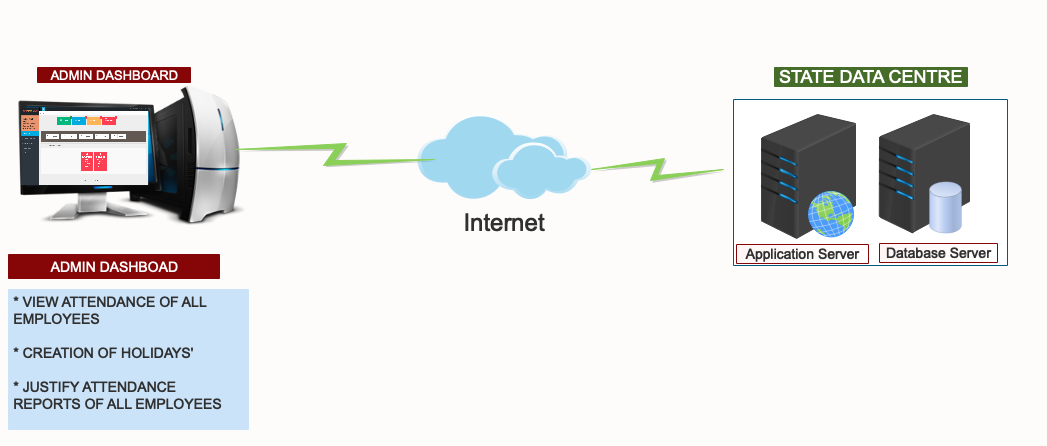 ADMIN DASHBOARD
STATE DATA CENTRE
Internet
Application Server
Database Server
ADMIN DASHBOAD
* VIEW ATTENDANCE OF ALL
EMPLOYEES
* CREATION OF HOLIDAYS'
* JUSTIFY ATTENDANCE
REPORTS OF ALL EMPLOYEES